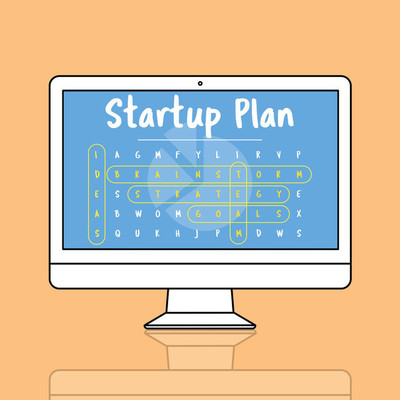 Startup Plan
I A G M F Y L I R V P
D B R A I N S T O R M
E S S T R A T E G Y E
A B W O M G O A L S X
S Q U K H J P M D W S